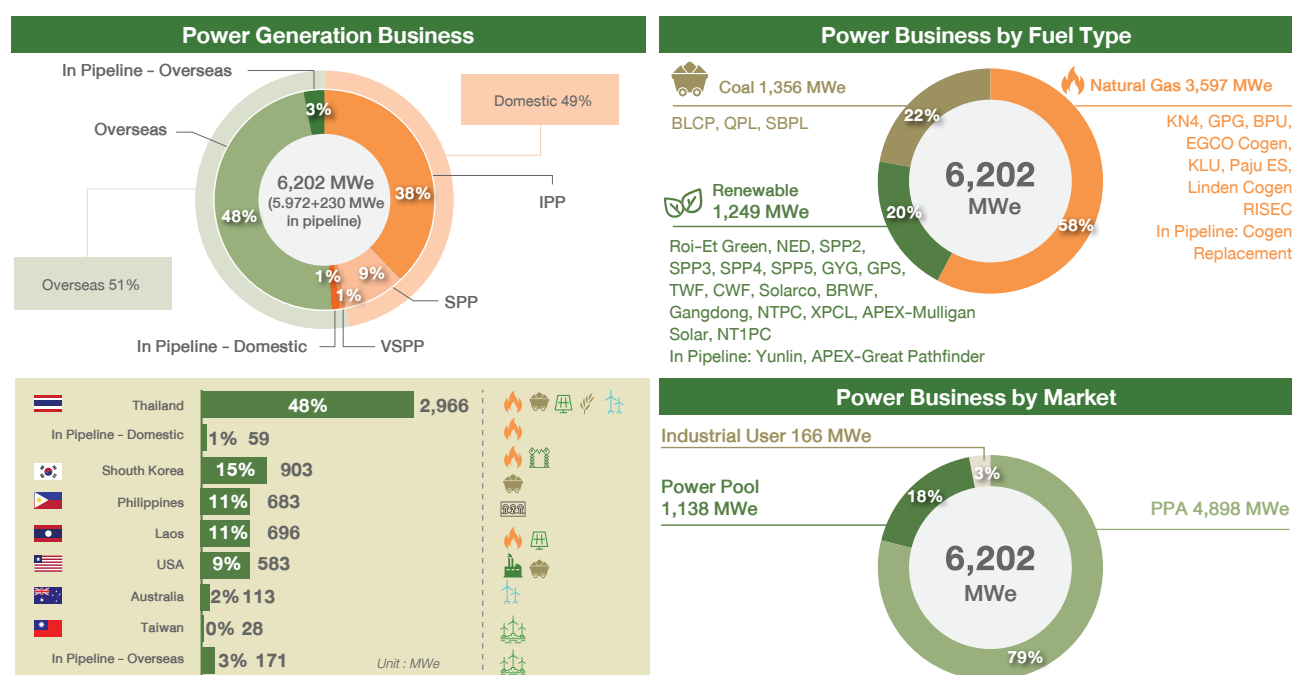 Power Generation Business
In Pipeline - Overseas
Overseas
3%
Domestic 49%
6,202 MWe
(5.972+230 MWe
in pipeline)
38%
48%
IPP
Overseas 51%
1%
9%
1%
SPP
In Pipeline - Domestic
VSPP
Power Business by Fuel Type
Coal 1,356 MWe
BLCP, QPL, SBPL
22%
Natural Gas 3,597 MWe
KN4, GPG, BPU,
EGCO Cogen,
KLU, Paju ES,
Linden Cogen
RISEC
In Pipeline: Cogen
Replacement
6,202
MWe
Renewable
1,249 MWe
20%
58%
Roi-Et Green, NED, SPP2,
SPP3, SPP4, SPP5, GYG, GPS,
TWF, CWF, Solarco, BRWF,
Gangdong, NTPC, XPCL, APEX-Mulligan
Solar, NT1PC
In Pipeline: Yunlin, APEX-Great Pathfinder
Thailand 48% 2,966
In Pipeline - Domestic 1% 59
Shouth Korea 15% 903
Philippines 11% 683
Laos 11% 696
USA 9% 583
Australia 2% 113
Taiwan 0% 28
In Pipeline - Overseas 3% 171
Unit : MWe
Power Business by Market
Industrial User 166 MWe
3%
Power Pool
1,138 MWe
18%
PPA 4,898 MWe
6,202
MWe
79%